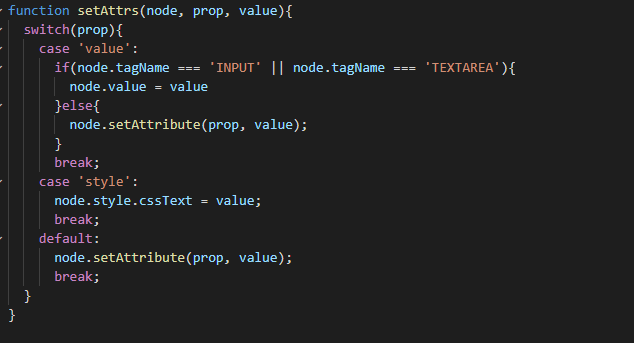 function setAttrs(node, prop, value){
  switch(prop){
    case 'value':
      if(node.tagName === 'INPUT' || node.tagName === 'TEXTAREA'){
        node.value = value
      }else{
        node.setAttribute(prop, value);
      }
      break;
    case 'style':
      node.style.cssText = value;
      break;
    default:
      node.setAttribute(prop, value);
      break;
  }
}